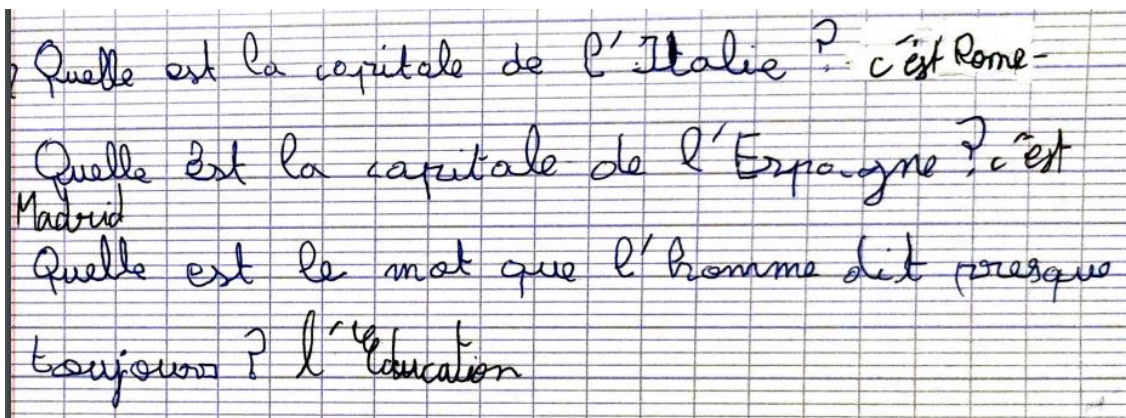 Quelle est la capitale de l'Italie ? c'est Rome-
Quelle est la capitale de l'Espagne ? c'est
Madrid
Quelle est le mot que l'homme dit presque
toujours ? l'Education